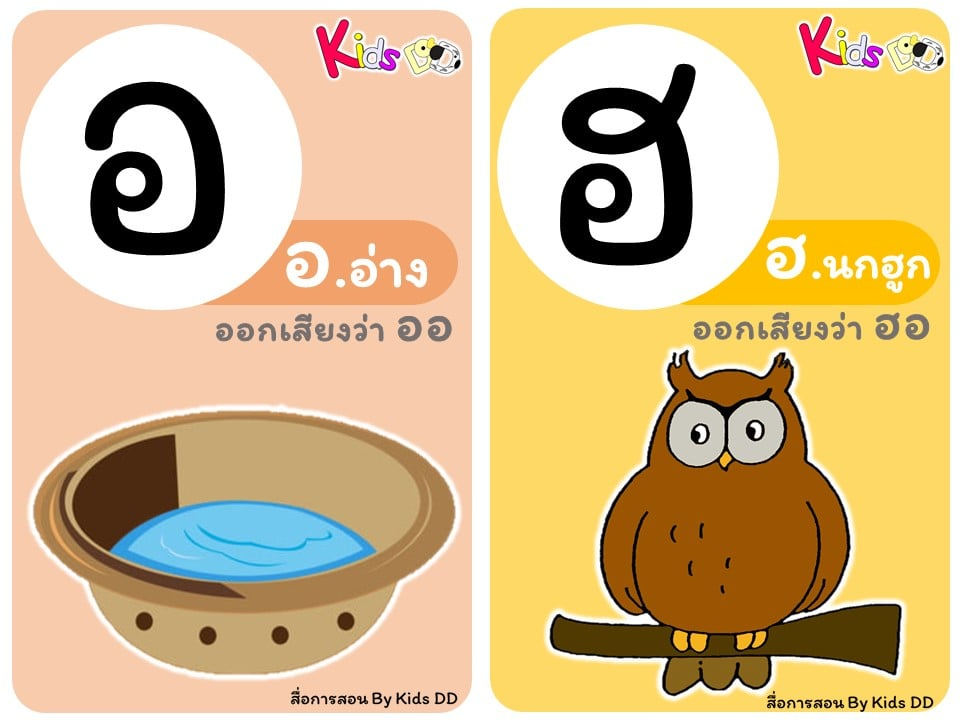 Kids DD
อ
อ.อ่าง
ออกเสียงว่า ออ
สื่อการสอน By Kids DD
Kids DD
ฮ
ฮ.นกฮูก
ออกเสียงว่า ฮอ
สื่อการสอน By Kids DD